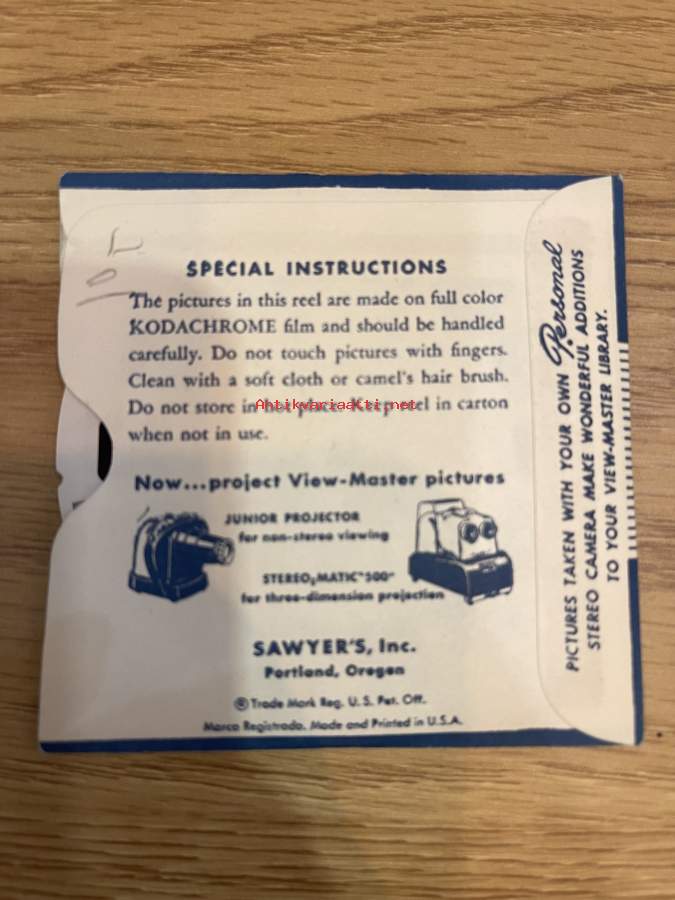 SPECIAL INSTRUCTIONS
The pictures in this reel are made on full color
KODACHROME film and should be handled
carefully. Do not touch pictures with fingers.
Clean with a soft cloth or camel's hair brush.
Do not store in hot place. Keep reel in carton
when not in use.
Antikvariaatti.net
Now...project View-Master pictures
JUNIOR PROJECTOR
for non-stereo viewing
STEREO-MATIC "500"
for three-dimension projection
SAWYER'S, Inc.
Portland, Oregon
® Trade Mark Reg. U. S. Pat. Off.
Marca Registrada. Made and Printed in U.S.A.
PICTURES TAKEN WITH YOUR OWN Personal
STEREO CAMERA MAKE WONDERFUL ADDITIONS
TO YOUR VIEW-MASTER LIBRARY.